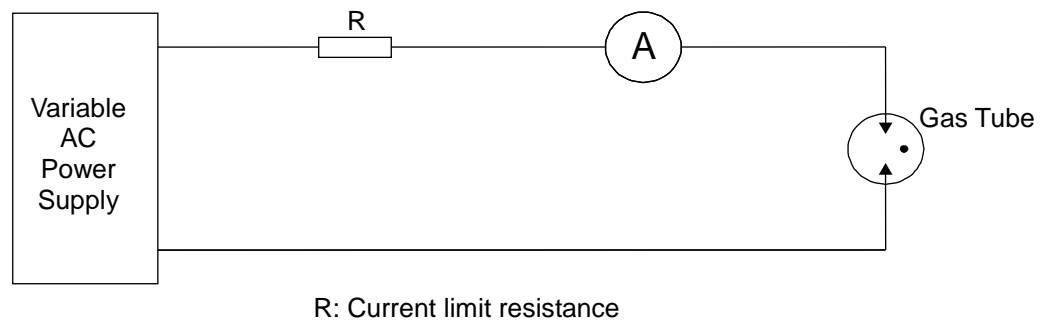 R
A
Variable
AC
Power
Supply
Gas Tube
R: Current limit resistance